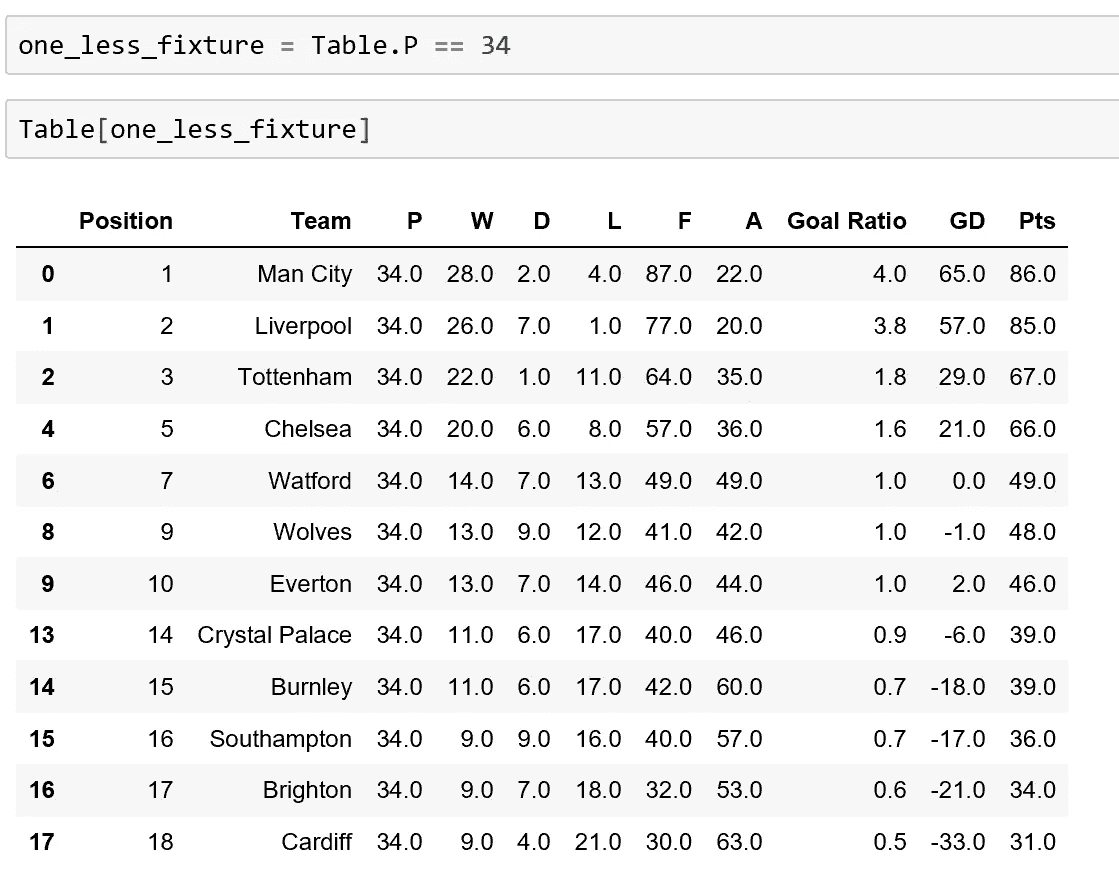 one_less_fixture = Table.P == 34
Table[one_less_fixture]
Position Team P W D L F A Goal Ratio GD Pts
0 1 Man City 34.0 28.0 2.0 4.0 87.0 22.0 4.0 65.0 86.0
1 2 Liverpool 34.0 26.0 7.0 1.0 77.0 20.0 3.8 57.0 85.0
2 3 Tottenham 34.0 22.0 1.0 11.0 64.0 35.0 1.8 29.0 67.0
4 5 Chelsea 34.0 20.0 6.0 8.0 57.0 36.0 1.6 21.0 66.0
6 7 Watford 34.0 14.0 7.0 13.0 49.0 49.0 1.0 0.0 49.0
8 9 Wolves 34.0 13.0 9.0 12.0 41.0 42.0 1.0 -1.0 48.0
9 10 Everton 34.0 13.0 7.0 14.0 46.0 44.0 1.0 2.0 46.0
13 14 Crystal Palace 34.0 11.0 6.0 17.0 40.0 46.0 0.9 -6.0 39.0
14 15 Burnley 34.0 11.0 6.0 17.0 42.0 60.0 0.7 -18.0 39.0
15 16 Southampton 34.0 9.0 9.0 16.0 40.0 57.0 0.7 -17.0 36.0
16 17 Brighton 34.0 9.0 7.0 18.0 32.0 53.0 0.6 -21.0 34.0
17 18 Cardiff 34.0 9.0 4.0 21.0 30.0 63.0 0.5 -33.0 31.0